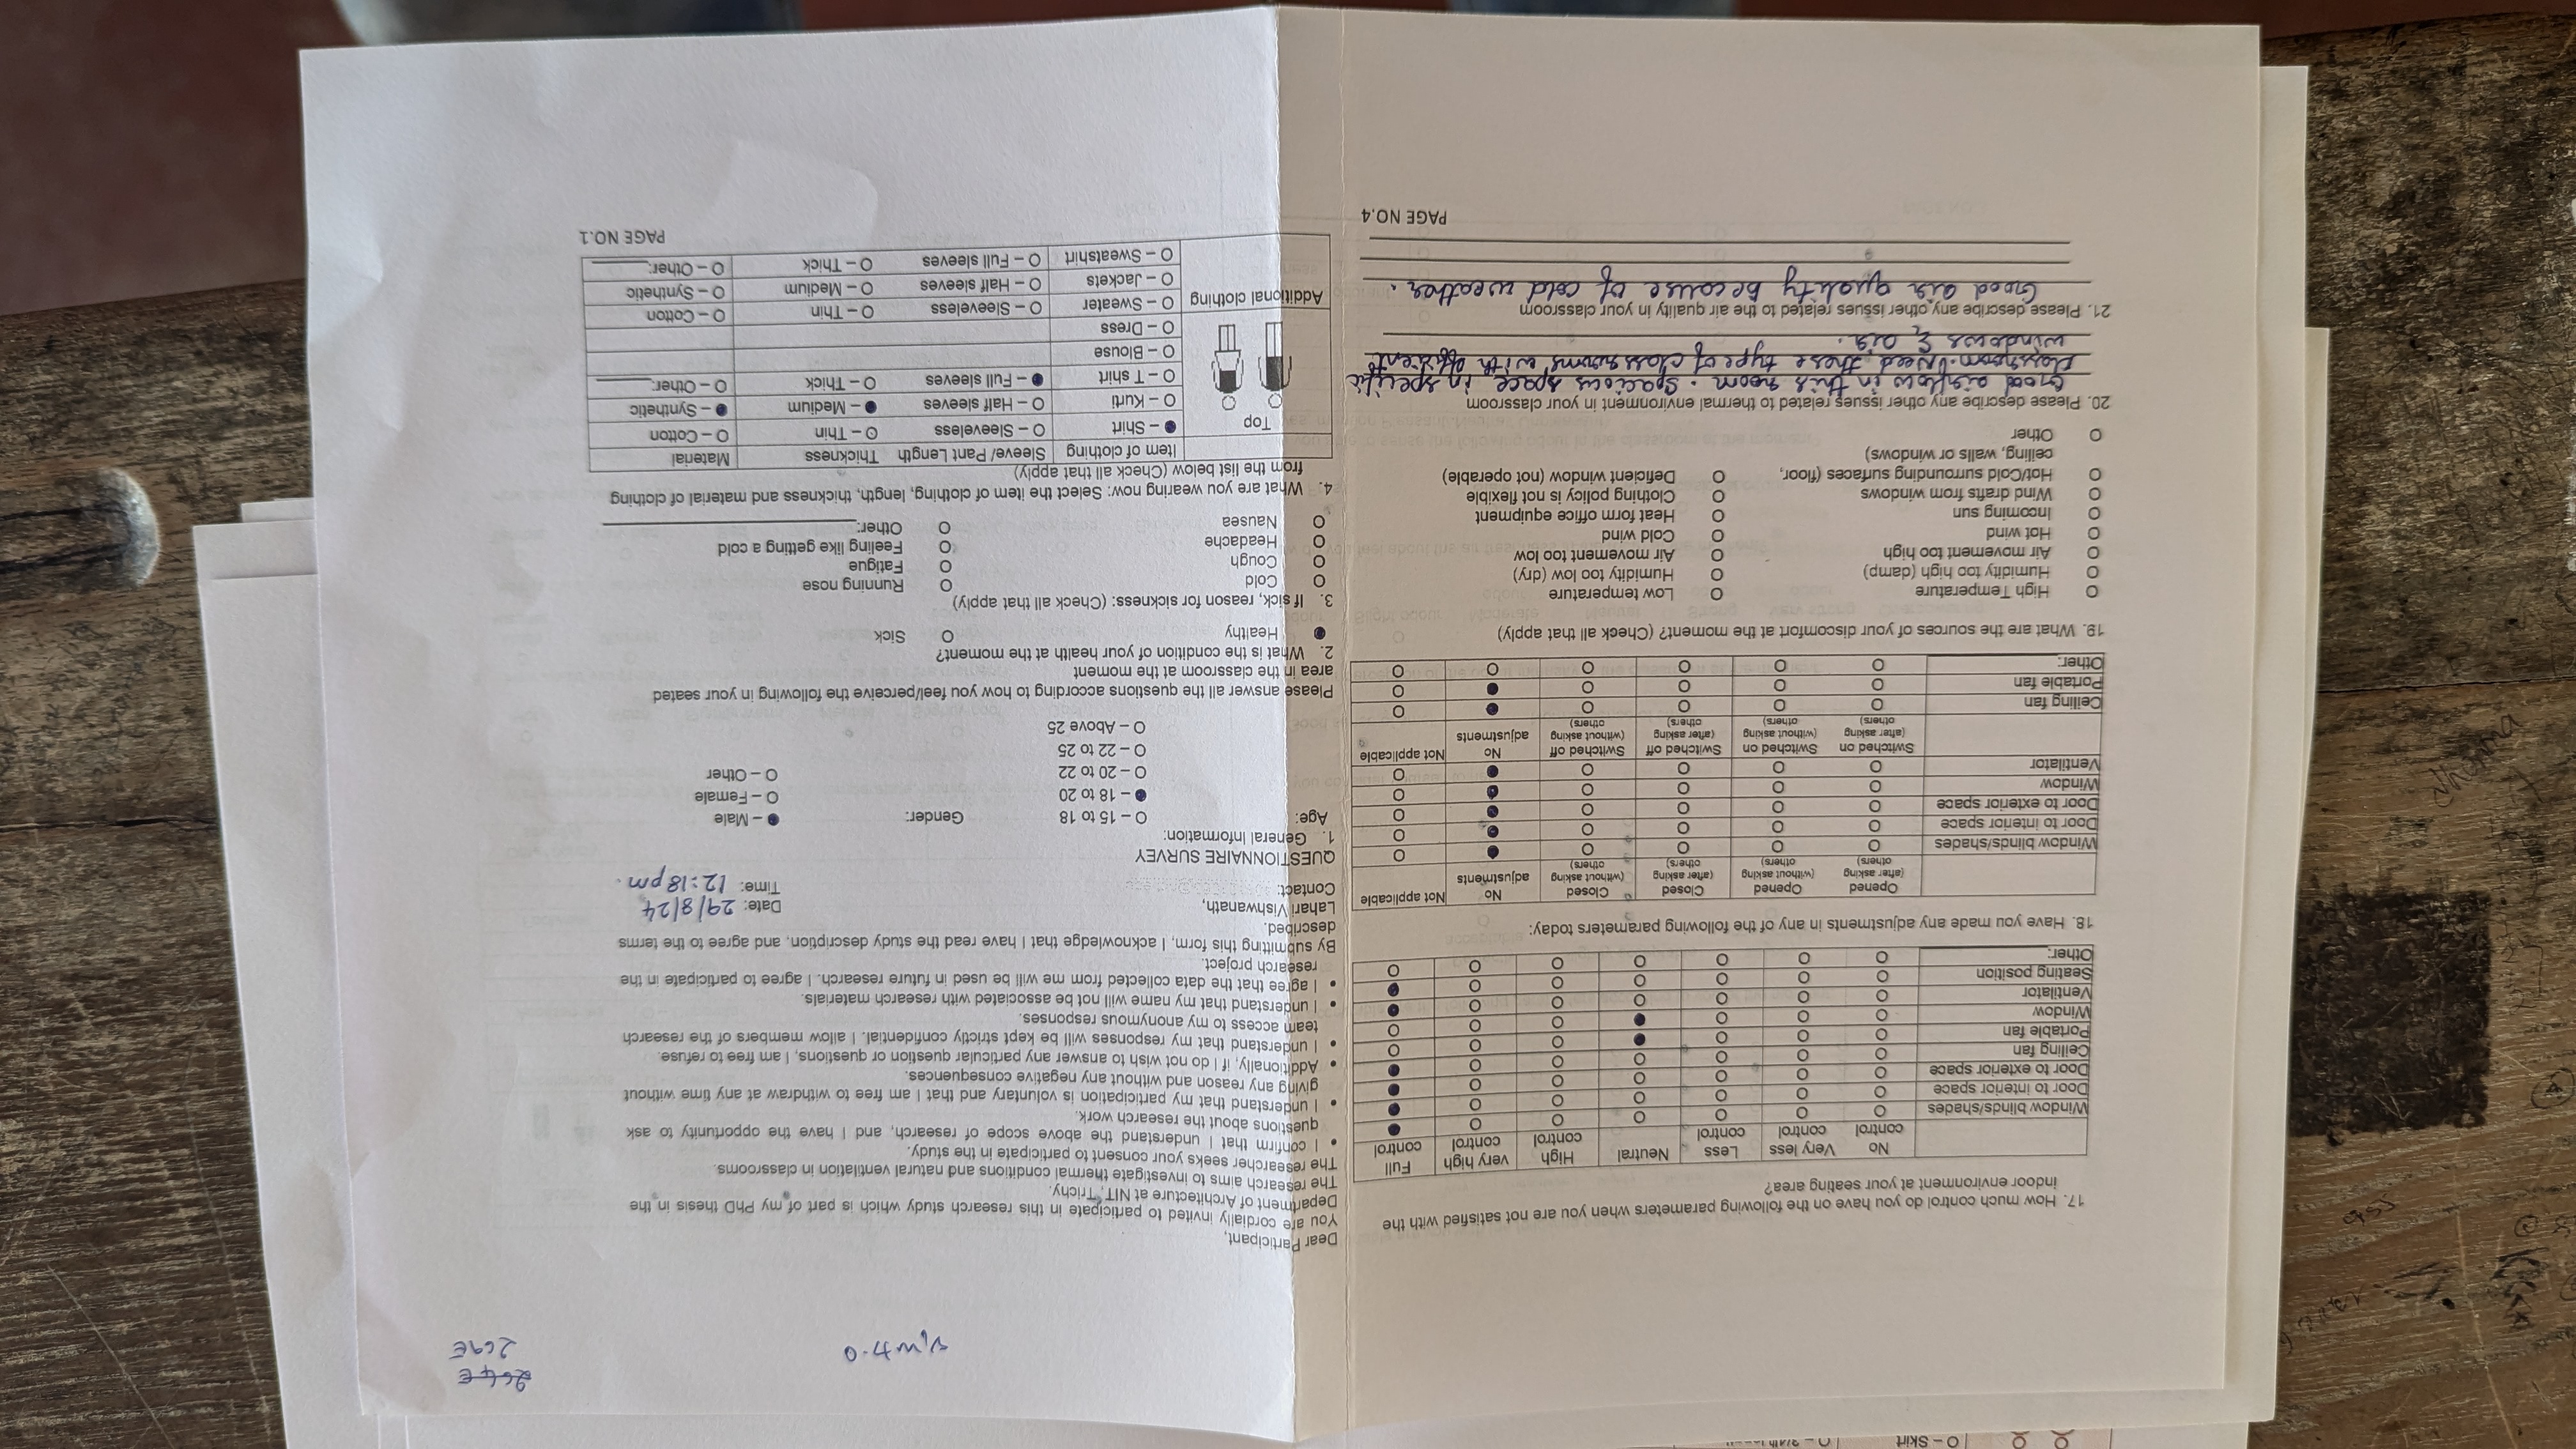 O – Skirt
17. How much control do you have on the following parameters when you are not satisfied with the
indoor environment at your seating area?
No control Very less control Less control Neutral High control very high control Full control
Window blinds/shades O O O O O O ●
Door to interior space O O O O O O ●
Door to exterior space O O O O O O ●
Ceiling fan O O O O O O ●
Portable fan O O O ● O O O
Window O O O ● O O O
Ventilator O O O O O O ●
Seating position O O O O O O ●
Other:________ O O O O O O O
18. Have you made any adjustments in any of the following parameters today:
Opened (after asking others) Opened (without asking others) Closed (after asking others) Closed (without asking others) No adjustments Not applicable
Window blinds/shades O O O O ● O
Door to interior space O O O O ● O
Door to exterior space O O O O ● O
Window O O O O ● O
Ventilator O O O O ● O
Switched on (after asking others) Switched on (without asking others) Switched off (after asking others) Switched off (without asking others) No adjustments Not applicable
Ceiling fan O O O O ● O
Portable fan O O O O ● O
Other:________ O O O O O O
19. What are the sources of your discomfort at the moment? (Check all that apply)
O High Temperature O Low temperature
O Humidity too high (damp) O Humidity too low (dry)
O Air movement too high O Air movement too low
O Hot wind O Cold wind
O Incoming sun O Heat form office equipment
O Wind drafts from windows O Clothing policy is not flexible
O Hot/Cold surrounding surfaces (floor, O Deficient window (not operable)
ceiling, walls or windows)
O Other
20. Please describe any other issues related to thermal environment in your classroom
Good airflow in this room. Spacious space in specific
classroom. Need these type of classrooms with efficient
windows & air.
21. Please describe any other issues related to the air quality in your classroom
Good air quality because of cold weather.
PAGE NO.4
264E
269E
Dear Participant,
You are cordially invited to participate in this research study which is part of my PhD thesis in the
Department of Architecture at NIT, Trichy.
The research aims to investigate thermal conditions and natural ventilation in classrooms.
The researcher seeks your consent to participate in the study.
• I confirm that I understand the above scope of research, and I have the opportunity to ask
questions about the research work.
• I understand that my participation is voluntary and that I am free to withdraw at any time without
giving any reason and without any negative consequences.
• Additionally, if I do not wish to answer any particular question or questions, I am free to refuse.
• I understand that my responses will be kept strictly confidential. I allow members of the research
team access to my anonymous responses.
• I understand that my name will not be associated with research materials.
• I agree that the data collected from me will be used in future research. I agree to participate in the
research project.
By submitting this form, I acknowledge that I have read the study description, and agree to the terms
described.
Lahari Vishwanath,
Contact:
Date: 29/8/24
Time: 12:18pm.
QUESTIONNAIRE SURVEY
1. General Information:
Age: O – 15 to 18 Gender: ● – Male
● – 18 to 20 O – Female
O – 20 to 22 O – Other
O – 22 to 25
O – Above 25
Please answer all the questions according to how you feel/perceive the following in your seated
area in the classroom at the moment
2. What is the condition of your health at the moment?
● Healthy O Sick
3. If sick, reason for sickness: (Check all that apply)
O Cold O Running nose
O Cough O Fatigue
O Headache O Feeling like getting a cold
O Nausea O Other:________
4. What are you wearing now: Select the item of clothing, length, thickness and material of clothing
from the list below (Check all that apply)
Item of clothing Sleeve/ Pant Length Thickness Material
Top ● – Shirt O – Sleeveless O – Thin O – Cotton
O – Kurti O – Half sleeves ● – Medium ● – Synthetic
O – T shirt ● – Full sleeves O – Thick O – Other:____
O – Blouse
O – Dress
Additional clothing O – Sweater O – Sleeveless O – Thin O – Cotton
O – Jackets O – Half sleeves O – Medium O – Synthetic
O – Sweatshirt O – Full sleeves O – Thick O – Other:____
PAGE NO.1